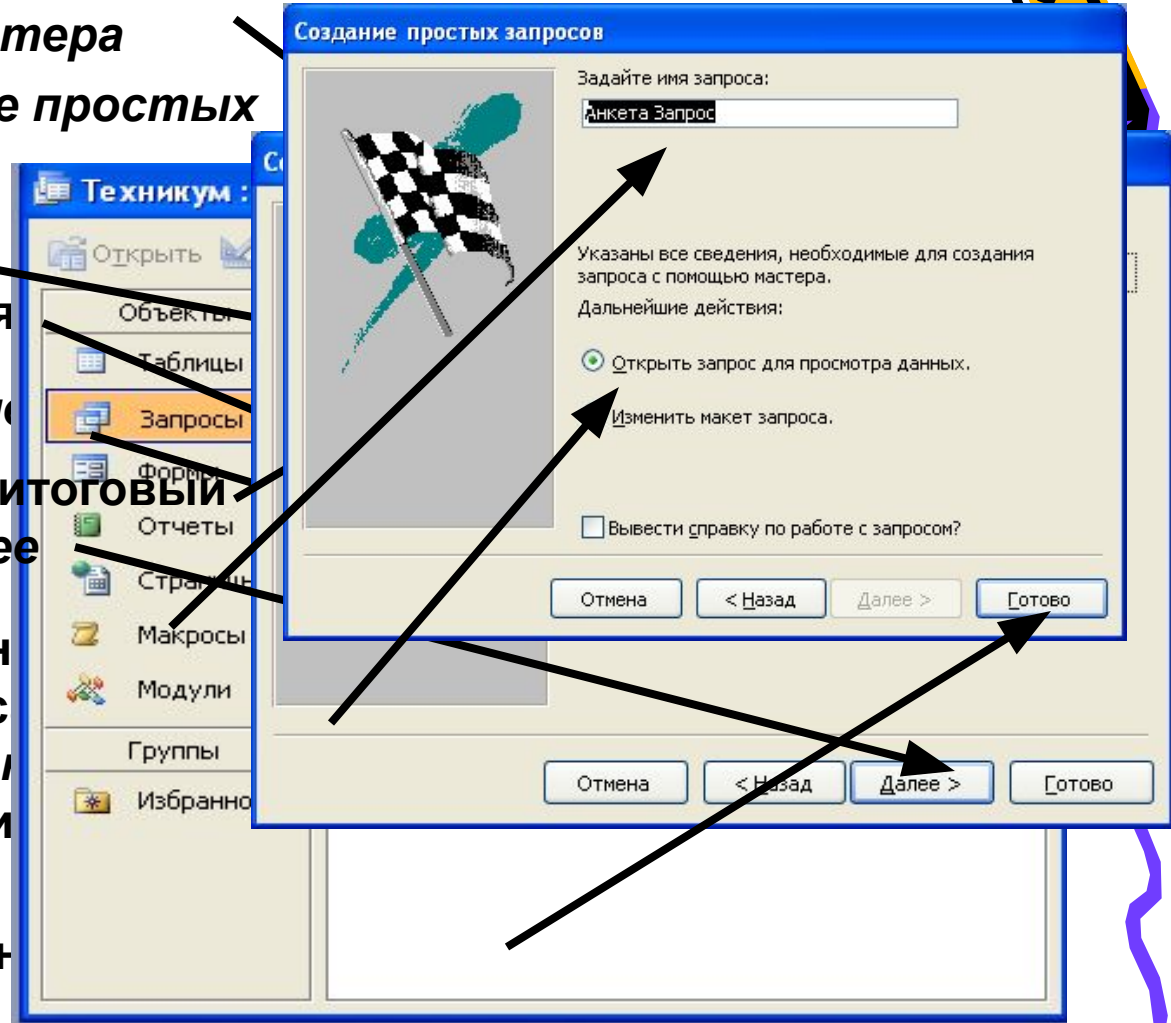 тера
е простых
Создание простых запросов
Задайте имя запроса:
Анкета Запрос
Указаны все сведения, необходимые для создания
запроса с помощью мастера.
Дальнейшие действия:
Открыть запрос для просмотра данных.
Изменить макет запроса.
Вывести справку по работе с запросом?
Отмена
< Назад
Далее >
Готово
Техникум :
Открыть
Объекты
Таблицы
Запросы
Формы
Отчеты
Макросы
Модули
Группы
Избранно
я
итоговый
ее
н
с
и
Отмена
< Назад
Далее >
Готово